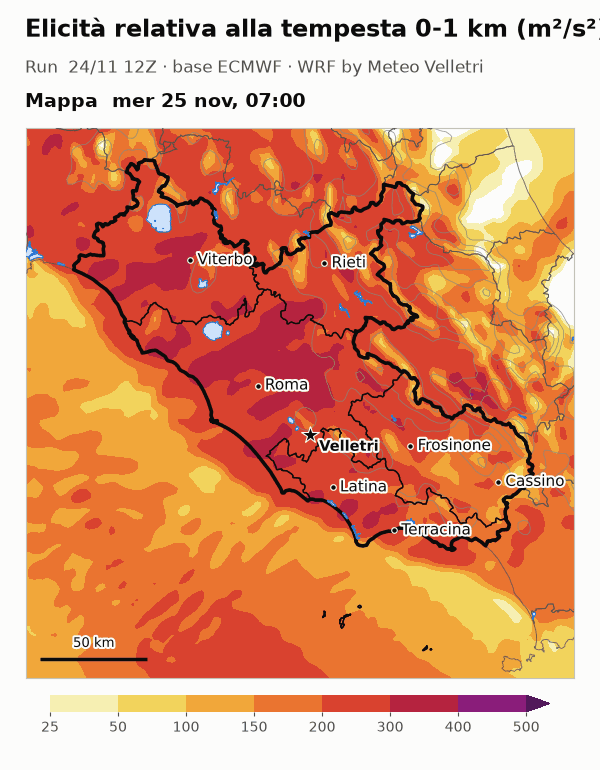 Elicità relativa alla tempesta 0-1 km (m²/s²)
Run  24/11 12Z · base ECMWF · WRF by Meteo Velletri
Mappa  mer 25 nov, 07:00
Viterbo
Rieti
Roma
Velletri
Frosinone
Cassino
Latina
Terracina
50 km
25 50 100 150 200 300 400 500